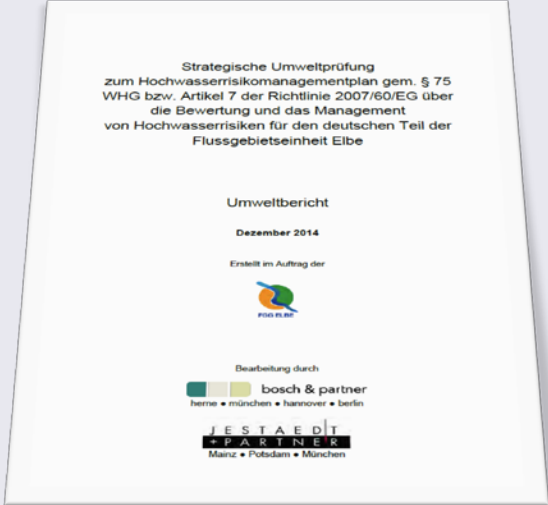 Strategische Umweltprüfung
zum Hochwasserrisikomanagementplan gem. § 75
WHG bzw. Artikel 7 der Richtlinie 2007/60/EG über
die Bewertung und das Management
von Hochwasserrisiken für den deutschen Teil der
Flussgebietseinheit Elbe
Umweltbericht
Dezember 2014
Erstellt im Auftrag der
FGG ELBE
Bearbeitung durch
bosch & partner
herne • münchen • hannover • berlin
JESTAEDT
+ PARTNER
Mainz • Potsdam • München